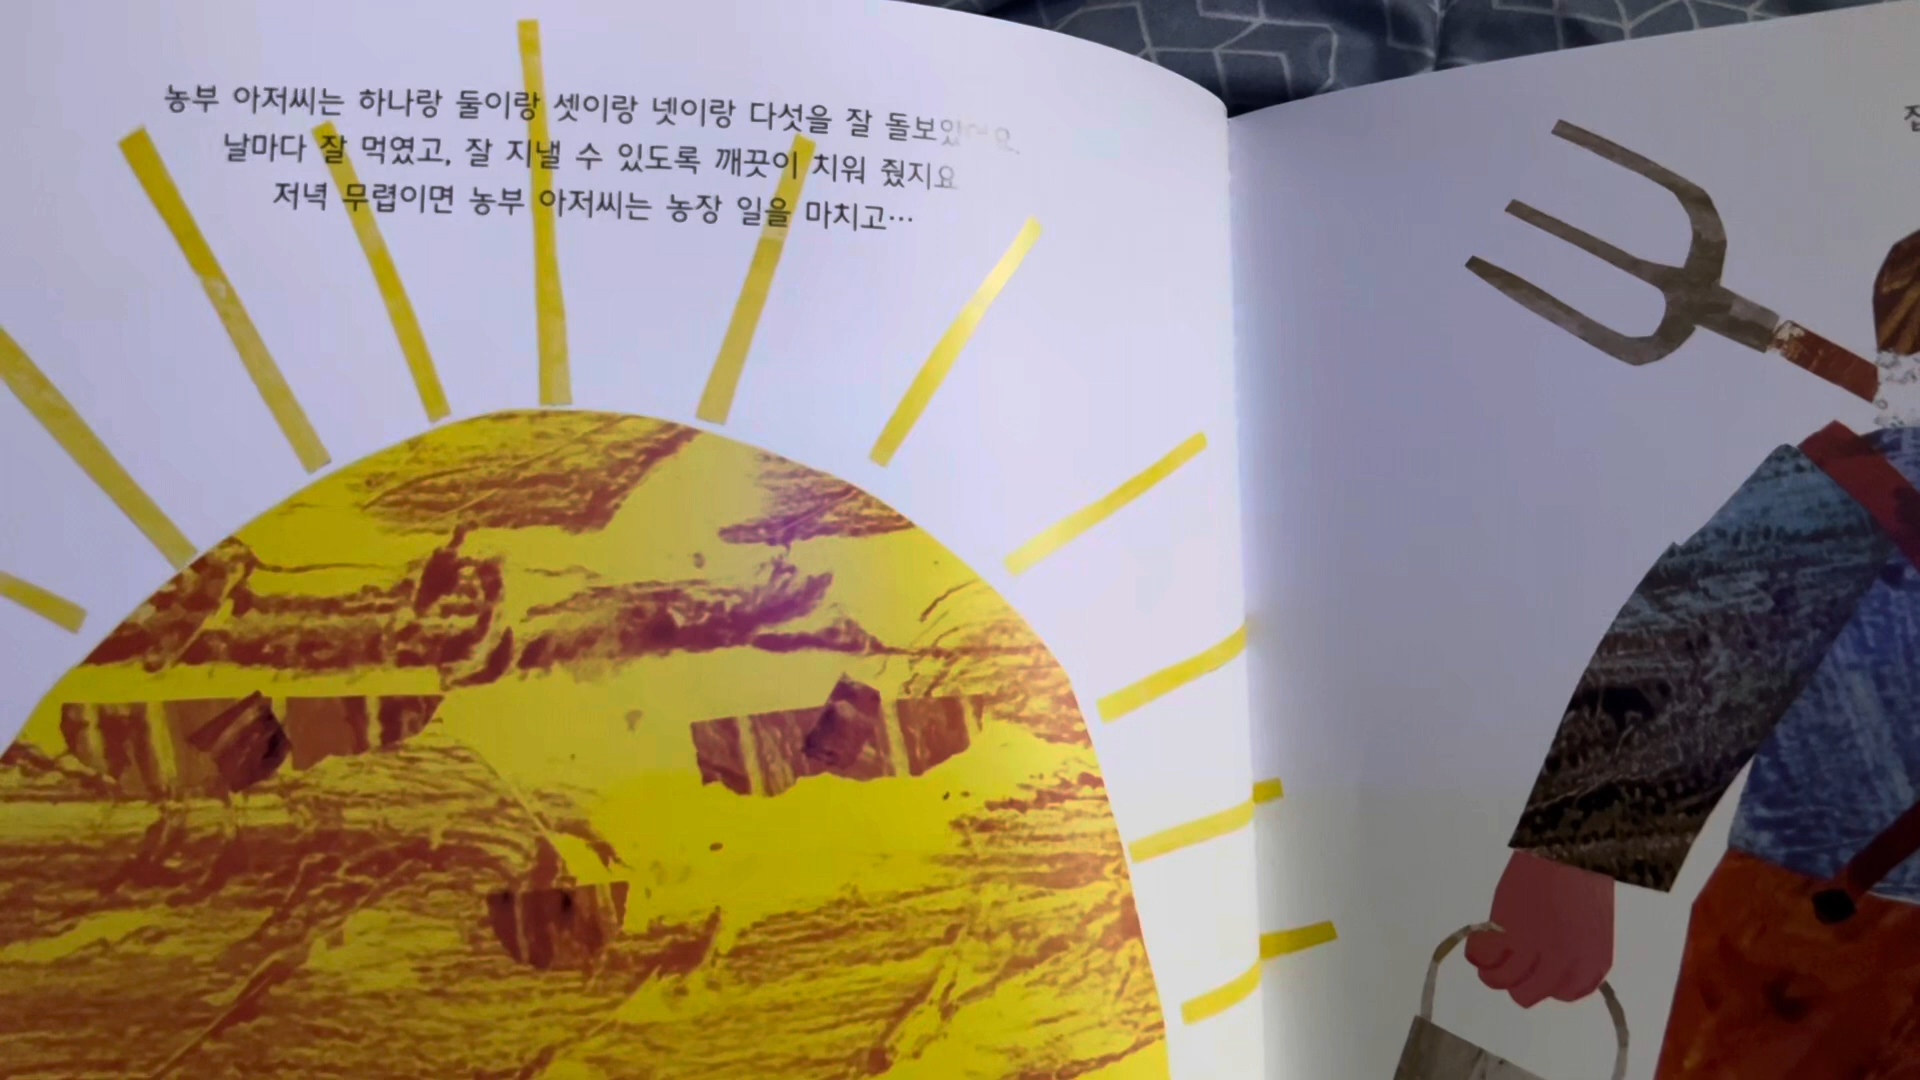 농부 아저씨는 하나랑 둘이랑 셋이랑 넷이랑 다섯을 잘 돌보았어요.
날마다 잘 먹였고, 잘 지낼 수 있도록 깨끗이 치워 줬지요
저녁 무렵이면 농부 아저씨는 농장 일을 마치고…